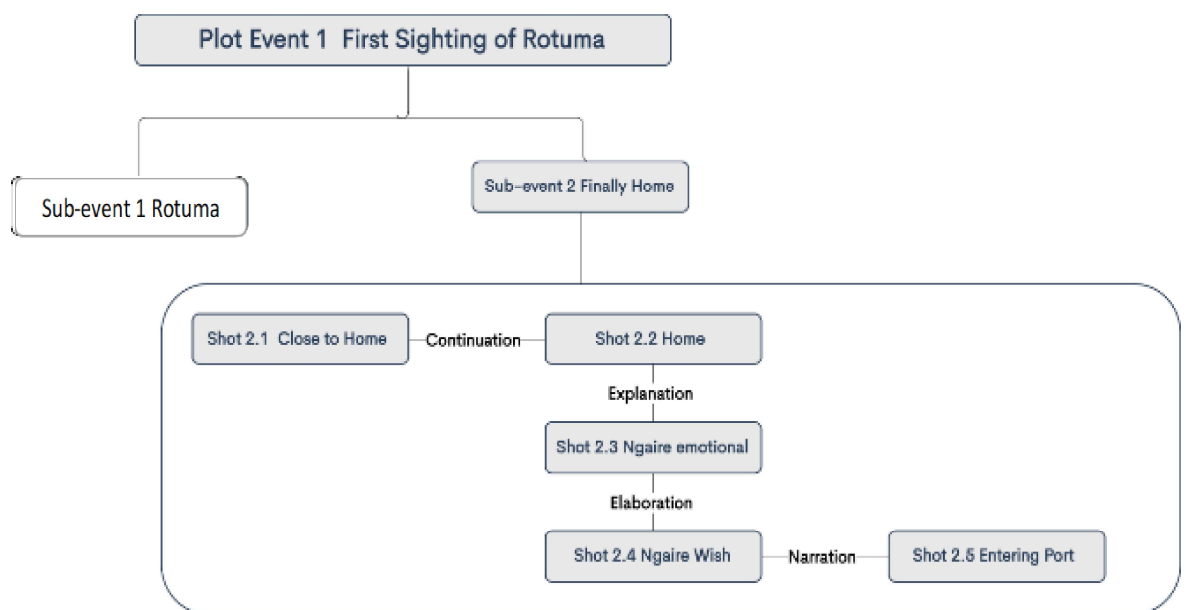 Plot Event 1 First Sighting of Rotuma
Sub-event 1 Rotuma
Sub-event 2 Finally Home
Shot 2.1 Close to Home
Continuation
Shot 2.2 Home
Explanation
Shot 2.3 Ngaire emotional
Elaboration
Shot 2.4 Ngaire Wish
Narration
Shot 2.5 Entering Port